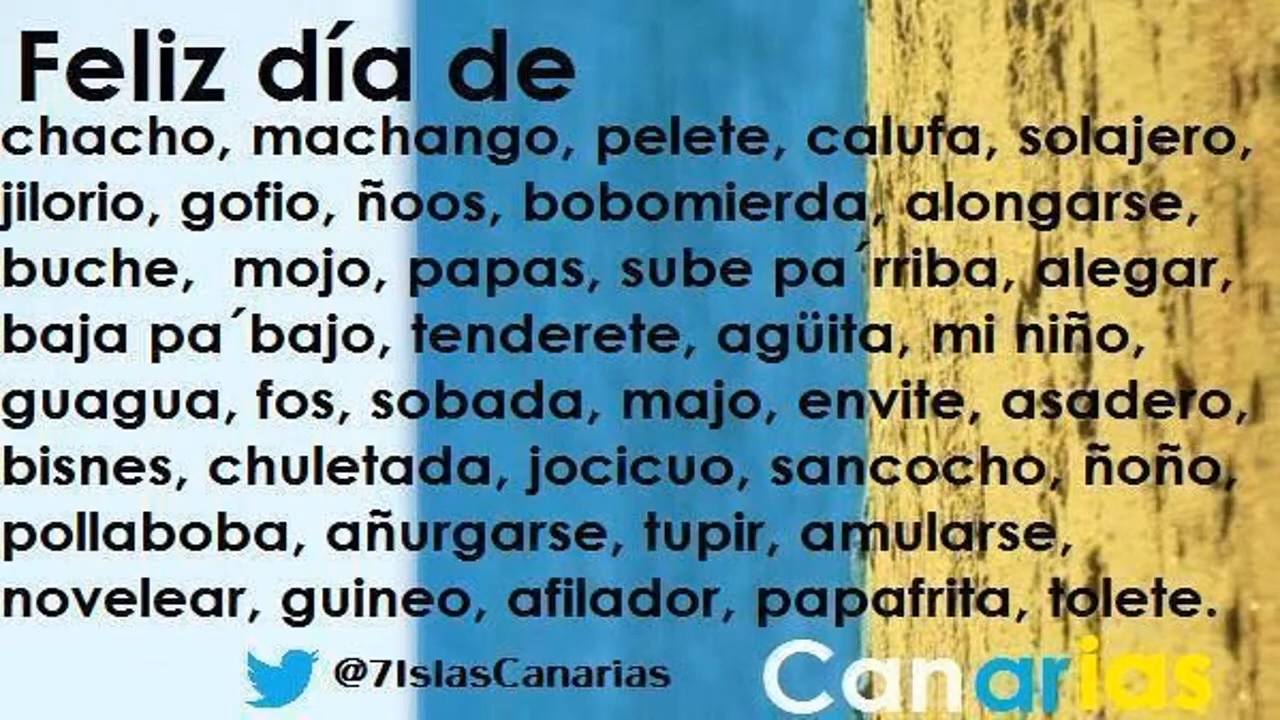 Feliz día de
chacho, machango, pelete, calufa, solajero,
jilorio, gofio, ños, bobomierda, alongarse,
buche, mojo, papas, sube pa´rriba, alegar,
baja pa´bajo, tenderete, agüita, mi niño,
guagua, fos, sobada, majo, envite, asadero,
bisnes, chuletada, jocicuo, sancocho, ñoño,
pollaboba, añurgarse, tupir, amularse,
novelear, guineo, afilador, papafrita, tolete.
@7IslasCanarias
Canarias